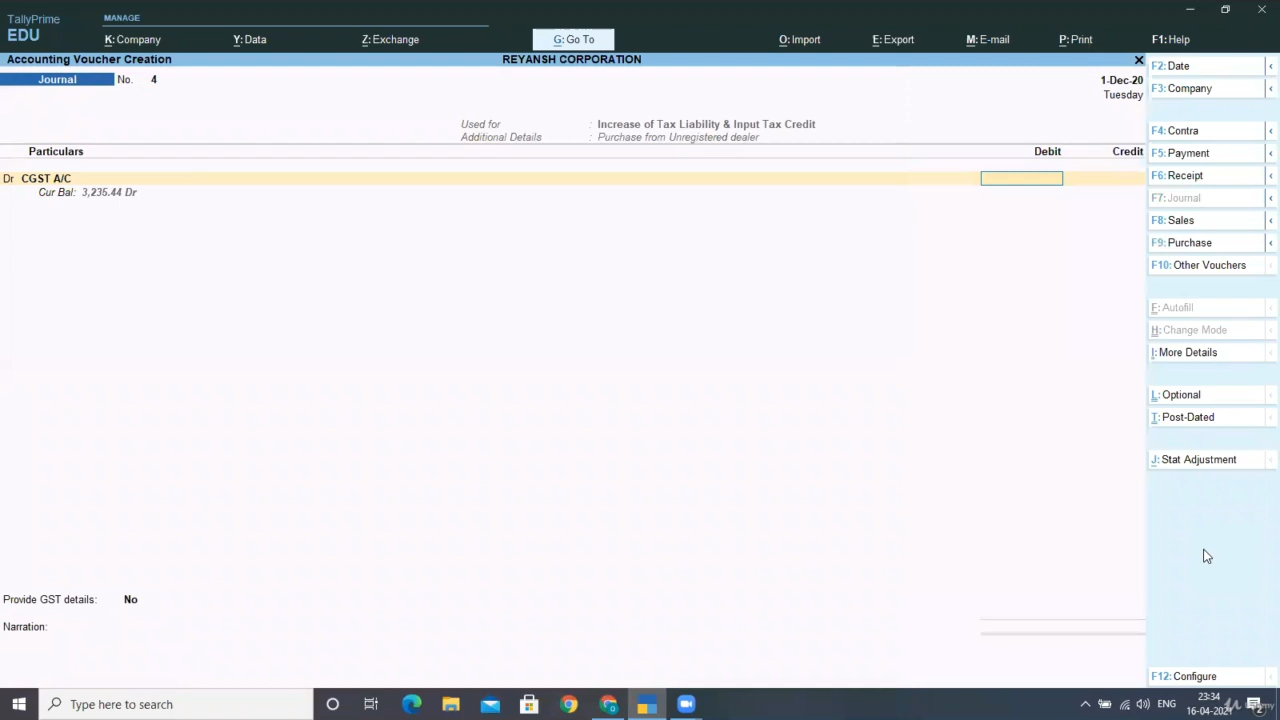 TallyPrime
EDU
MANAGE
K: Company
Y: Data
Z: Exchange
G: Go To
O: Import
E: Export
M: E-mail
P: Print
F1: Help
Accounting Voucher Creation
REYANSH CORPORATION
Journal No. 4
1-Dec-20
Tuesday
Used for : Increase of Tax Liability & Input Tax Credit
Additional Details : Purchase from Unregistered dealer
Particulars
Debit
Credit
Dr CGST A/C
Cur Bal: 3,235.44 Dr
F2: Date
F3: Company
F4: Contra
F5: Payment
F6: Receipt
F7: Journal
F8: Sales
F9: Purchase
F10: Other Vouchers
F: Autofill
H: Change Mode
I: More Details
L: Optional
T: Post-Dated
J: Stat Adjustment
Provide GST details: No
Narration:
F12: Configure
Type here to search
ENG
23:34
16-04-2021